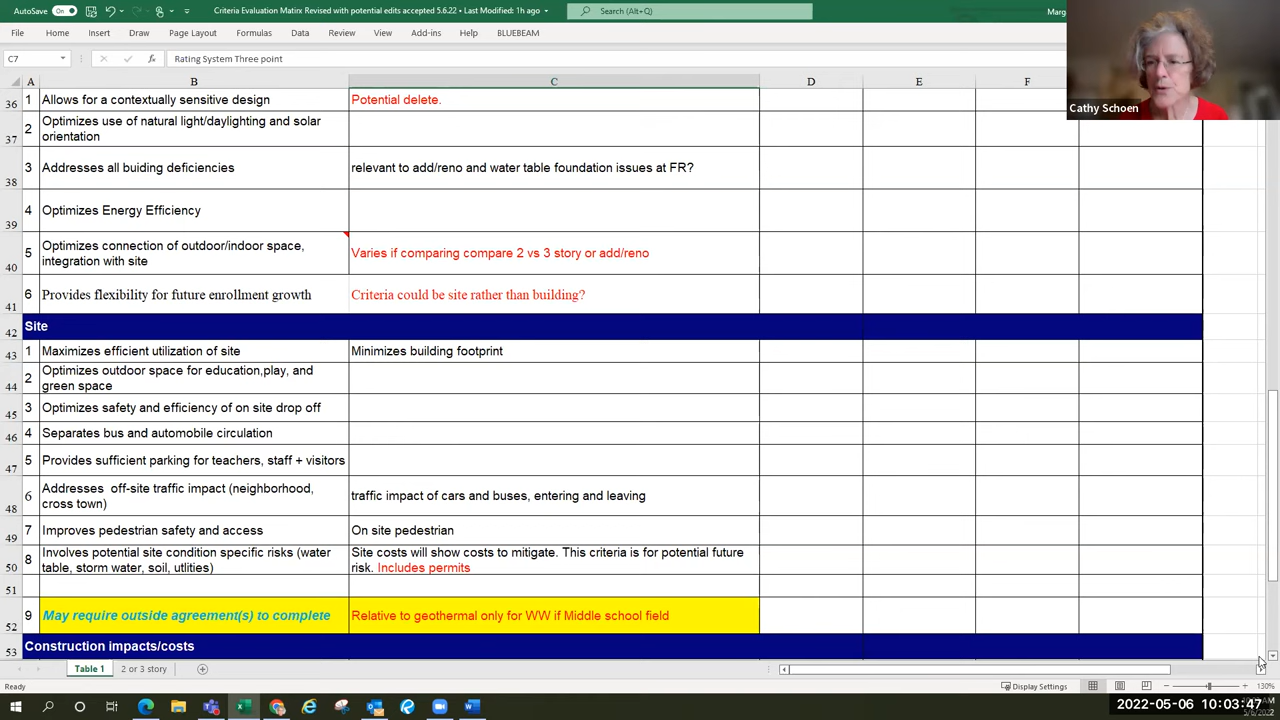 AutoSave On Criteria Evaluation Matirx Revised with potential edits accepted 5.6.22 • Last Modified: 1h ago Search (Alt+Q) Marg
File Home Insert Draw Page Layout Formulas Data Review View Add-ins Help BLUEBEAM
C7 fx Rating System Three point
A B C D E F
36 1 Allows for a contextually sensitive design Potential delete.
2 Optimizes use of natural light/daylighting and solar
37 orientation
38 3 Addresses all buiding deficiencies relevant to add/reno and water table foundation issues at FR?
39 4 Optimizes Energy Efficiency
5 Optimizes connection of outdoor/indoor space, Varies if comparing compare 2 vs 3 story or add/reno
40 integration with site
41 6 Provides flexibility for future enrollment growth Criteria could be site rather than building?
42 Site
43 1 Maximizes efficient utilization of site Minimizes building footprint
2 Optimizes outdoor space for education,play, and
44 green space
45 3 Optimizes safety and efficiency of on site drop off
46 4 Separates bus and automobile circulation
47 5 Provides sufficient parking for teachers, staff + visitors
6 Addresses off-site traffic impact (neighborhood, traffic impact of cars and buses, entering and leaving
48 cross town)
49 7 Improves pedestrian safety and access On site pedestrian
8 Involves potential site condition specific risks (water Site costs will show costs to mitigate. This criteria is for potential future
50 table, storm water, soil, utlities) risk. Includes permits
51
52 9 May require outside agreement(s) to complete Relative to geothermal only for WW if Middle school field
53 Construction impacts/costs
Table 1 2 or 3 story
Ready Display Settings 130%
Cathy Schoen
2022-05-06 10:03:47